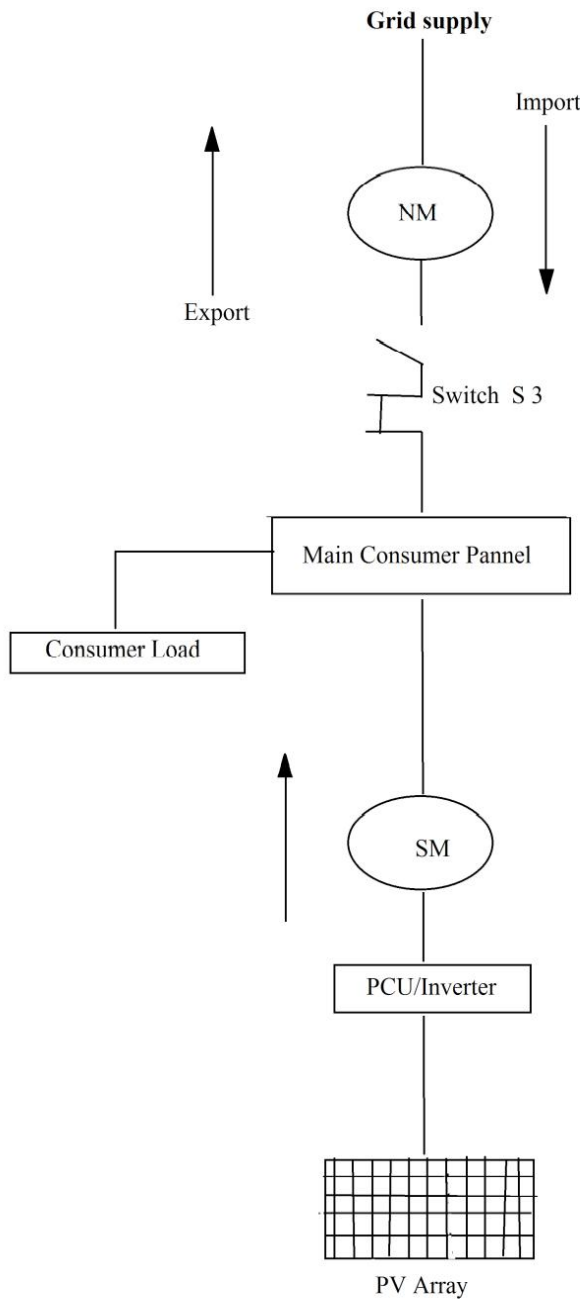 Grid supply
Import
NM
Export
Switch S 3
Main Consumer Pannel
Consumer Load
SM
PCU/Inverter
PV Array